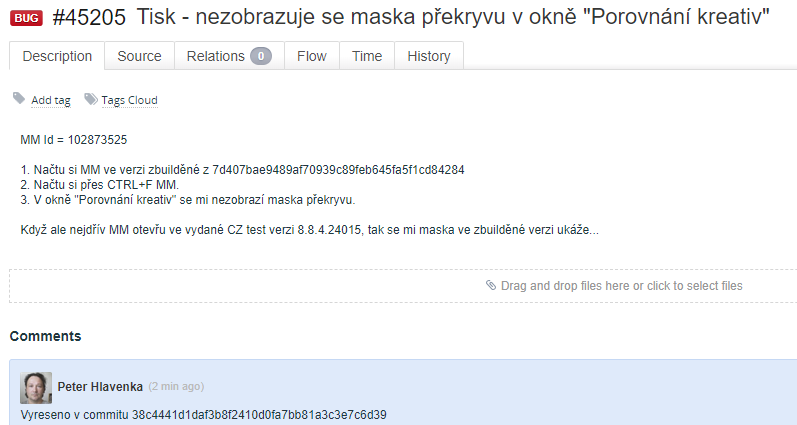 BUG #45205 Tisk - nezobrazuje se maska překryvu v okně "Porovnání kreativ"
Description Source Relations 0 Flow Time History
Add tag Tags Cloud
MM Id = 102873525
1. Načtu si MM ve verzi zbuilděné z 7d407bae9489af70939c89feb645fa5f1cd84284
2. Načtu si přes CTRL+F MM.
3. V okně "Porovnání kreativ" se mi nezobrazí maska překryvu.
Když ale nejdřív MM otevřu ve vydané CZ test verzi 8.8.4.24015, tak se mi maska ve zbuilděné verzi ukáže...
Drag and drop files here or click to select files
Comments
Peter Hlavenka (2 min ago)
Vyreseno v commitu 38c4441d1daf3b8f2410d0fa7bb81a3c3e7c6d39